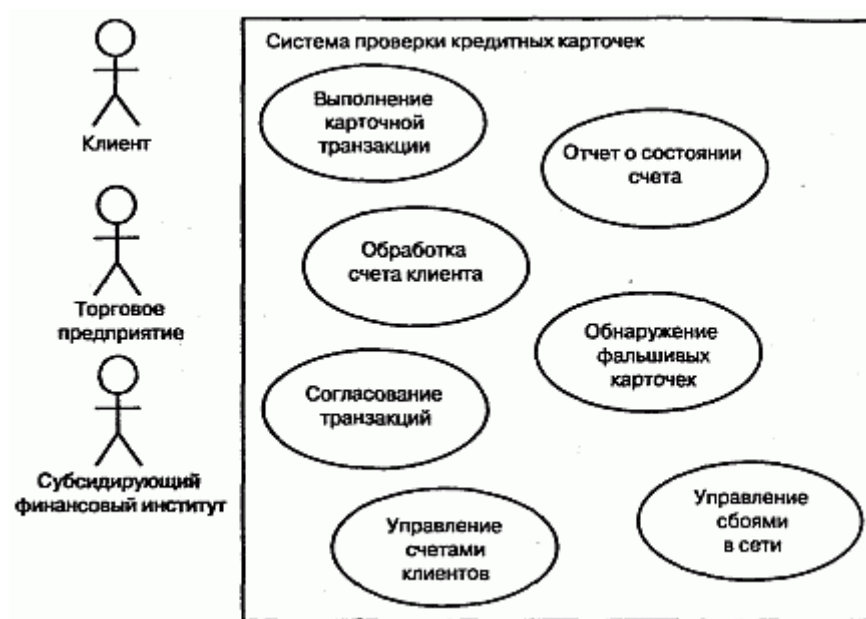 Система проверки кредитных карточек
Клиент
Торговое
предприятие
Субсидирующий
финансовый институт
Выполнение
карточной
транзакции
Отчет о состоянии
счета
Обработка
счета клиента
Обнаружение
фальшивых
карточек
Согласование
транзакций
Управление
сбоями
в сети
Управление
счетами
клиентов